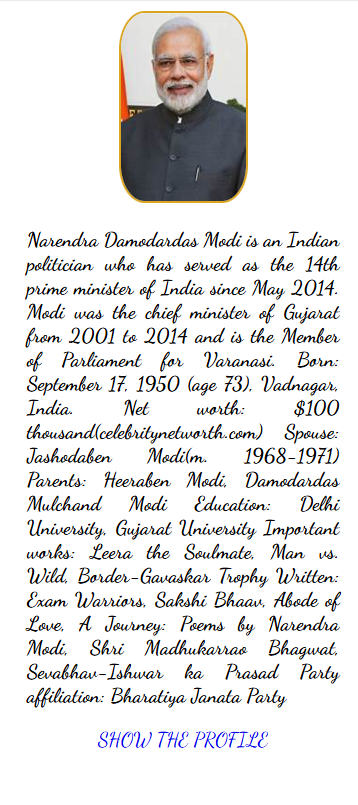 Narendra Damodardas Modi is an Indian
politician who has served as the 14th
prime minister of India since May 2014.
Modi was the chief minister of Gujarat
from 2001 to 2014 and is the Member
of Parliament for Varanasi. Born:
September 17, 1950 (age 73), Vadnagar,
India. Net worth: $100
thousand(celebritynetworth.com) Spouse:
Jashodaben Modi(m. 1968-1971)
Parents: Heeraben Modi, Damodardas
Mulchand Modi Education: Delhi
University, Gujarat University Important
works: Leera the Soulmate, Man vs.
Wild, Border-Gavaskar Trophy Written:
Exam Warriors, Sakshi Bhaav, Abode of
Love, A Journey: Poems by Narendra
Modi, Shri Madhukarrao Bhagwat,
Sevabhav-Ishwar ka Prasad Party
affiliation: Bharatiya Janata Party
SHOW THE PROFILE